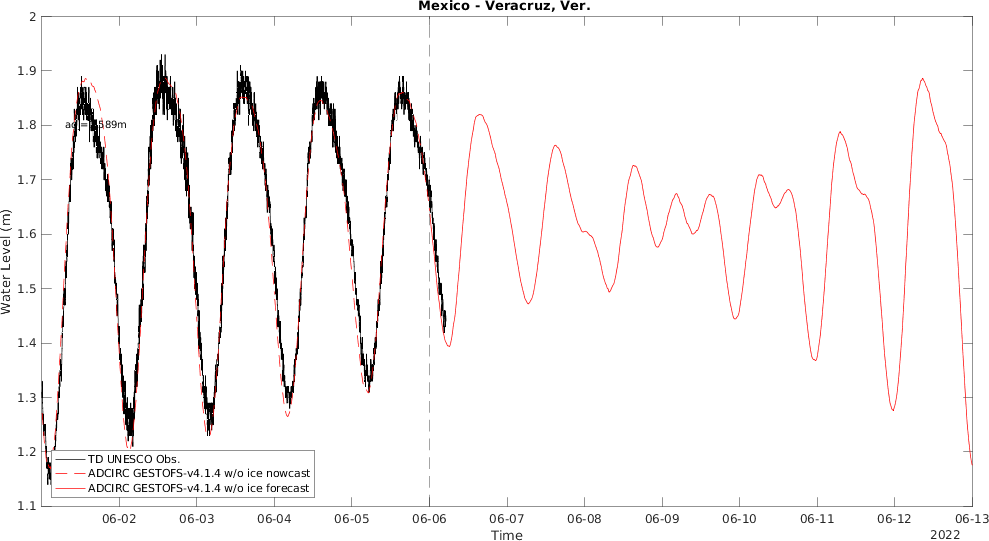 Mexico - Veracruz, Ver.
2
1.9
1.8
1.7
1.6
1.5
1.4
1.3
1.2
1.1
Water Level (m)
TD UNESCO Obs.
ADCIRC GESTOFS-v4.1.4 w/o ice nowcast
ADCIRC GESTOFS-v4.1.4 w/o ice forecast
06-02 06-03 06-04 06-05 06-06 06-07 06-08 06-09 06-10 06-11 06-12 06-13
Time
2022